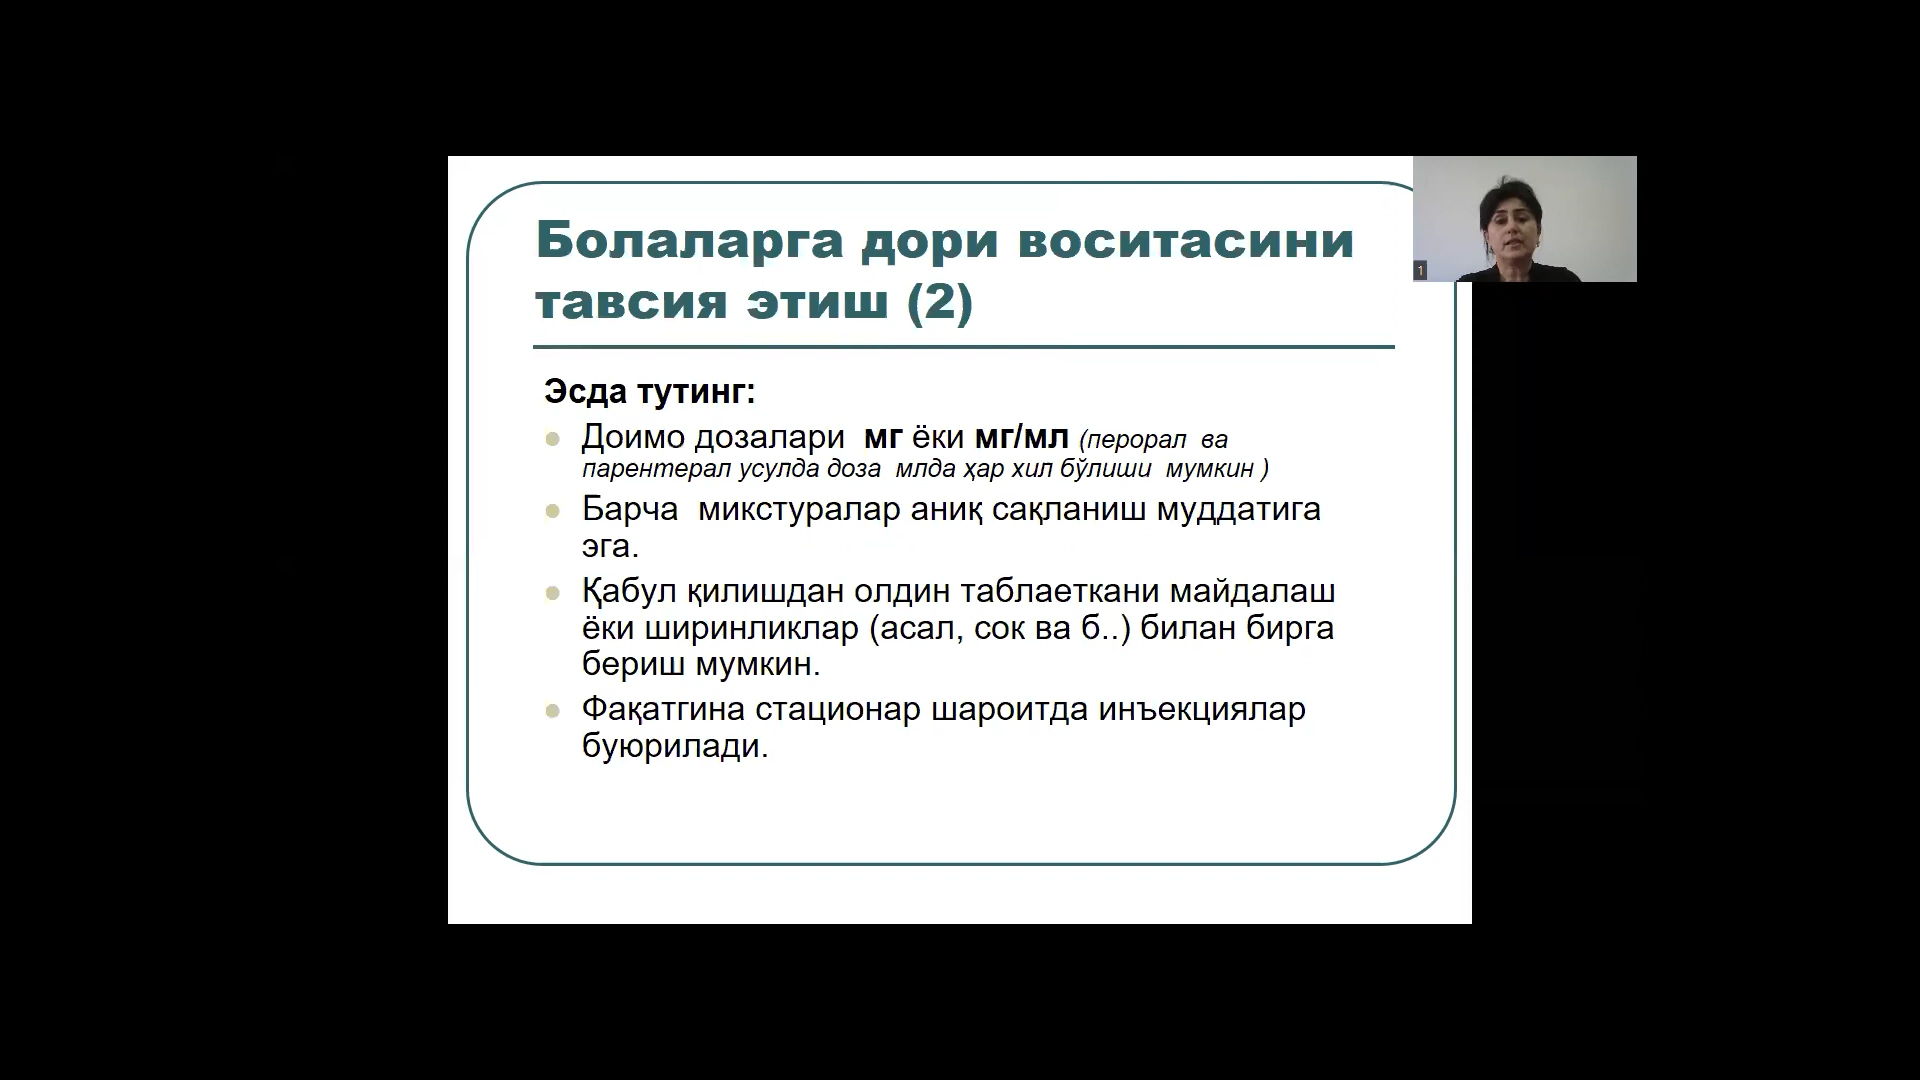 Болаларга дори воситасини
тавсия этиш (2)
Эсда тутинг:
Доимо дозалари мг ёки мг/мл (перорал ва
парентерал усулда доза млда ҳар хил бўлиши мумкин )
Барча микстуралар аниқ сақланиш муддатига
эга.
Қабул қилишдан олдин таблаеткани майдалаш
ёки ширинликлар (асал, сок ва б..) билан бирга
бериш мумкин.
Фақатгина стационар шароитда инъекциялар
буюрилади.
1